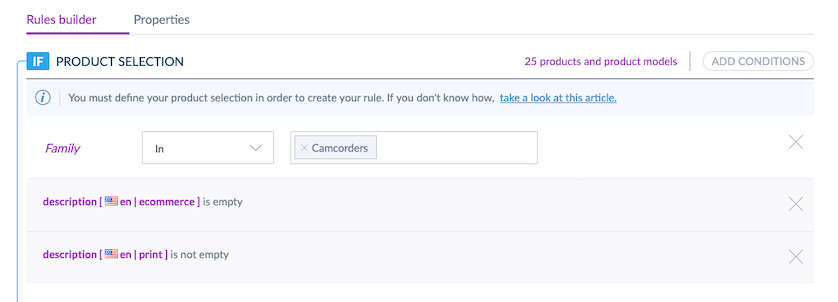 Rules builder Properties
IF PRODUCT SELECTION 25 products and product models ADD CONDITIONS
i You must define your product selection in order to create your rule. If you don't know how, take a look at this article.
Family In Camcorders
description [ en | ecommerce ] is empty
description [ en | print ] is not empty